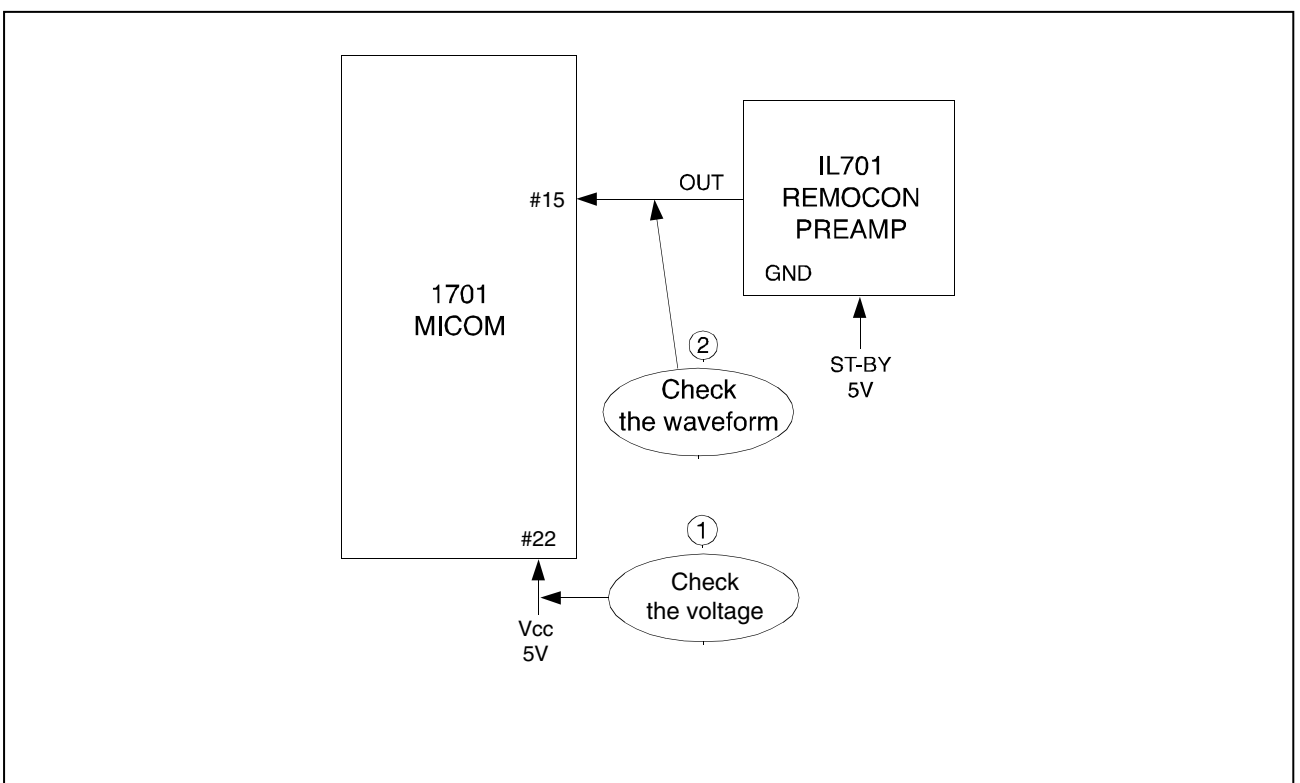 IL701
REMOCON
PREAMP
GND
OUT
#15
1701
MICOM
ST-BY
5V
2
Check
the waveform
#22
1
Check
the voltage
Vcc
5V